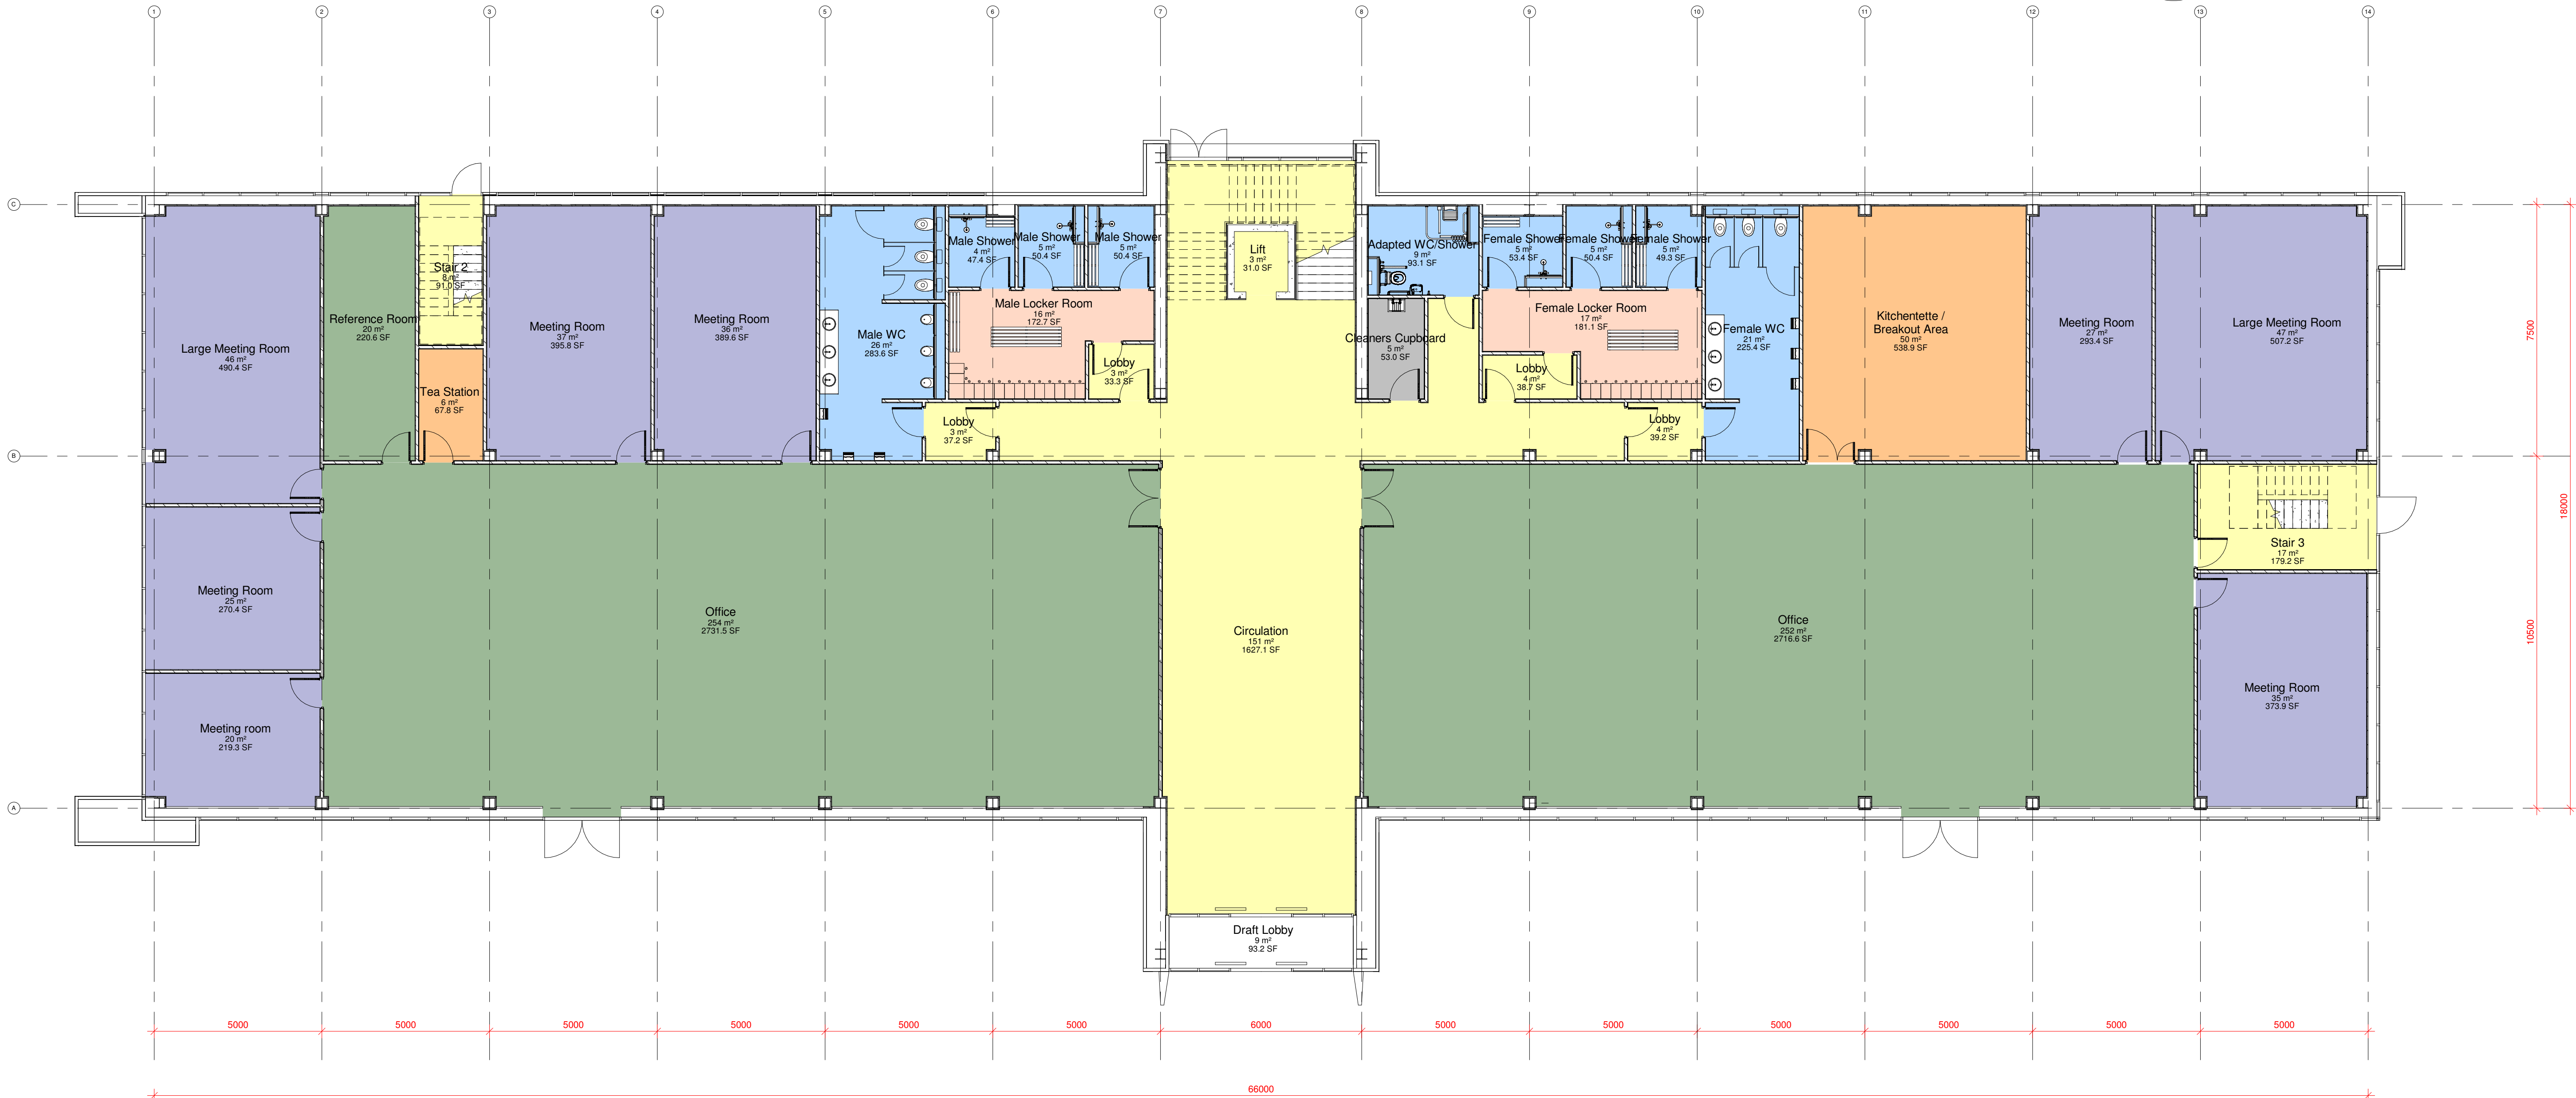 1
2
3
4
5
6
7
8
9
10
11
12
13
14
C
B
A
Large Meeting Room
46 m²
490.4 SF
Reference Room
20 m²
220.6 SF
Stair 2
8 m²
91.0 SF
Tea Station
6 m²
67.8 SF
Meeting Room
37 m²
395.8 SF
Meeting Room
36 m²
389.6 SF
Male WC
26 m²
283.6 SF
Male Shower
4 m²
47.4 SF
Male Shower
5 m²
50.4 SF
Male Shower
5 m²
50.4 SF
Male Locker Room
16 m²
172.7 SF
Lobby
3 m²
33.3 SF
Lobby
3 m²
37.2 SF
Lift
3 m²
31.0 SF
Adapted WC/Shower
9 m²
93.1 SF
Cleaners Cupboard
5 m²
53.0 SF
Female Shower
5 m²
53.4 SF
Female Shower
5 m²
50.4 SF
Female Shower
5 m²
49.3 SF
Female Locker Room
17 m²
181.1 SF
Lobby
4 m²
38.7 SF
Lobby
4 m²
39.2 SF
Female WC
21 m²
225.4 SF
Kitchentette /
Breakout Area
50 m²
538.9 SF
Meeting Room
27 m²
293.4 SF
Large Meeting Room
47 m²
507.2 SF
Meeting Room
25 m²
270.4 SF
Meeting room
20 m²
219.3 SF
Office
254 m²
2731.5 SF
Circulation
151 m²
1627.1 SF
Office
252 m²
2716.6 SF
Stair 3
17 m²
179.2 SF
Meeting Room
35 m²
373.9 SF
Draft Lobby
9 m²
93.2 SF
7500
10500
18000
5000
5000
5000
5000
5000
5000
6000
5000
5000
5000
5000
5000
5000
66000